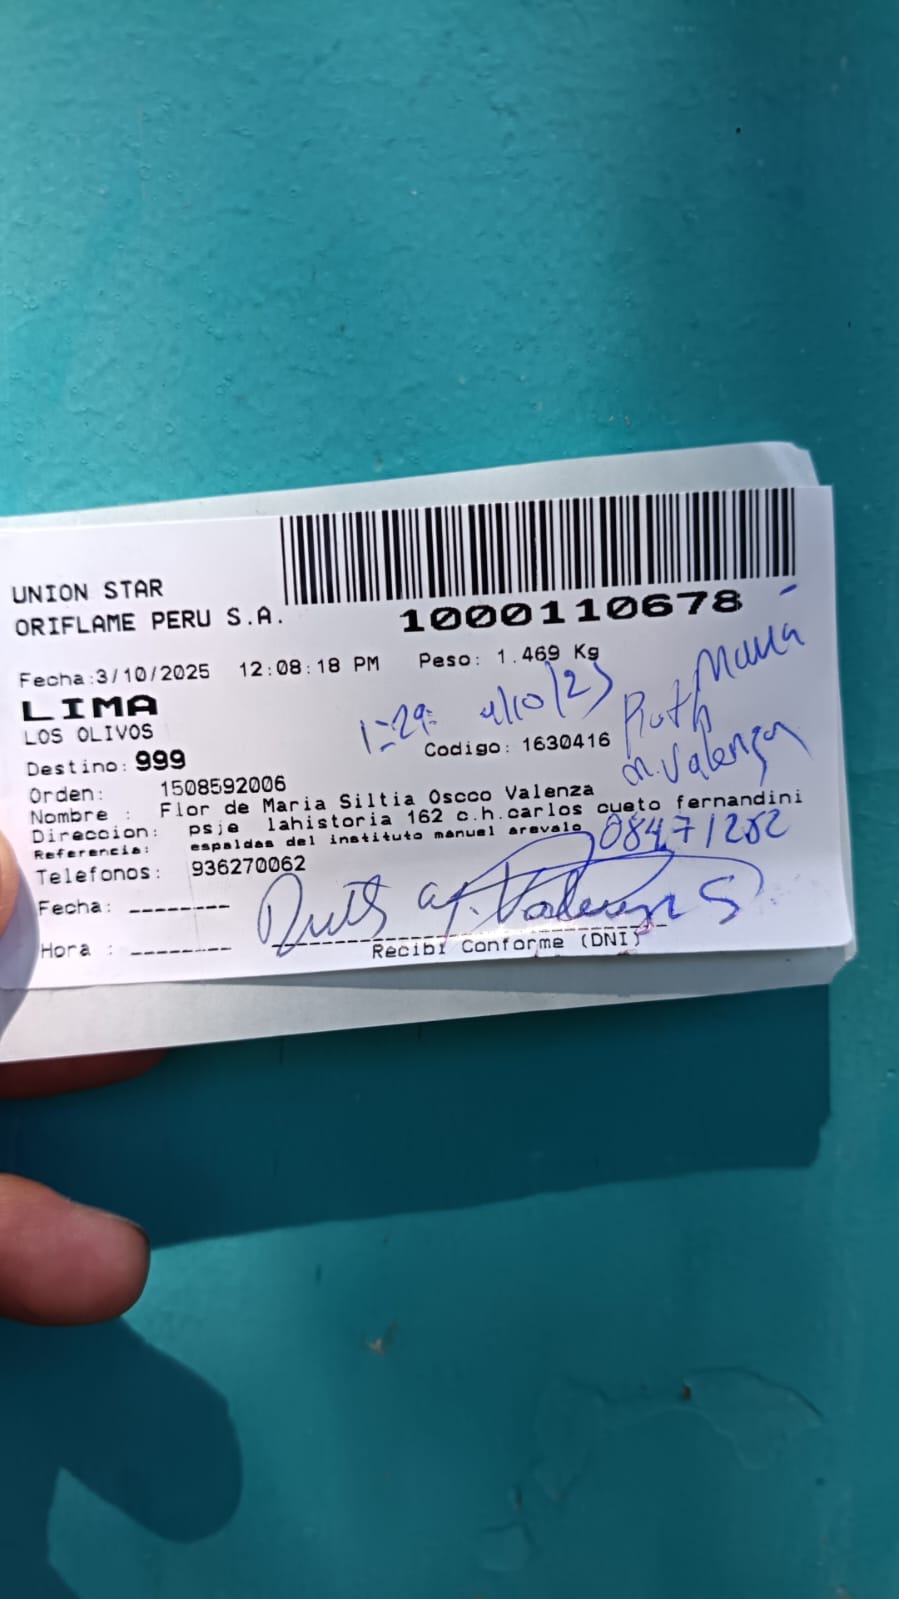 UNION STAR
ORIFLAME PERU S.A.
1000110678
Fecha:3/10/2025 12:08:18 PM Peso: 1.469 Kg
LIMA
LOS OLIVOS
1:29 4/10/25
Codigo: 1630416
Mamá
Ruth
M. Valenza
Destino: 999
Orden: 1508592006
Nombre : Flor de Maria Siltia Oscco Valenza
Direccion: psje lahistoria 162 c.h.carlos cueto fernandini
Referencia: espaldas del instituto manuel arevalo
08471282
Telefonos: 936270062
Fecha: ---------
Hora : ---------
Recibi Conforme (DNI)